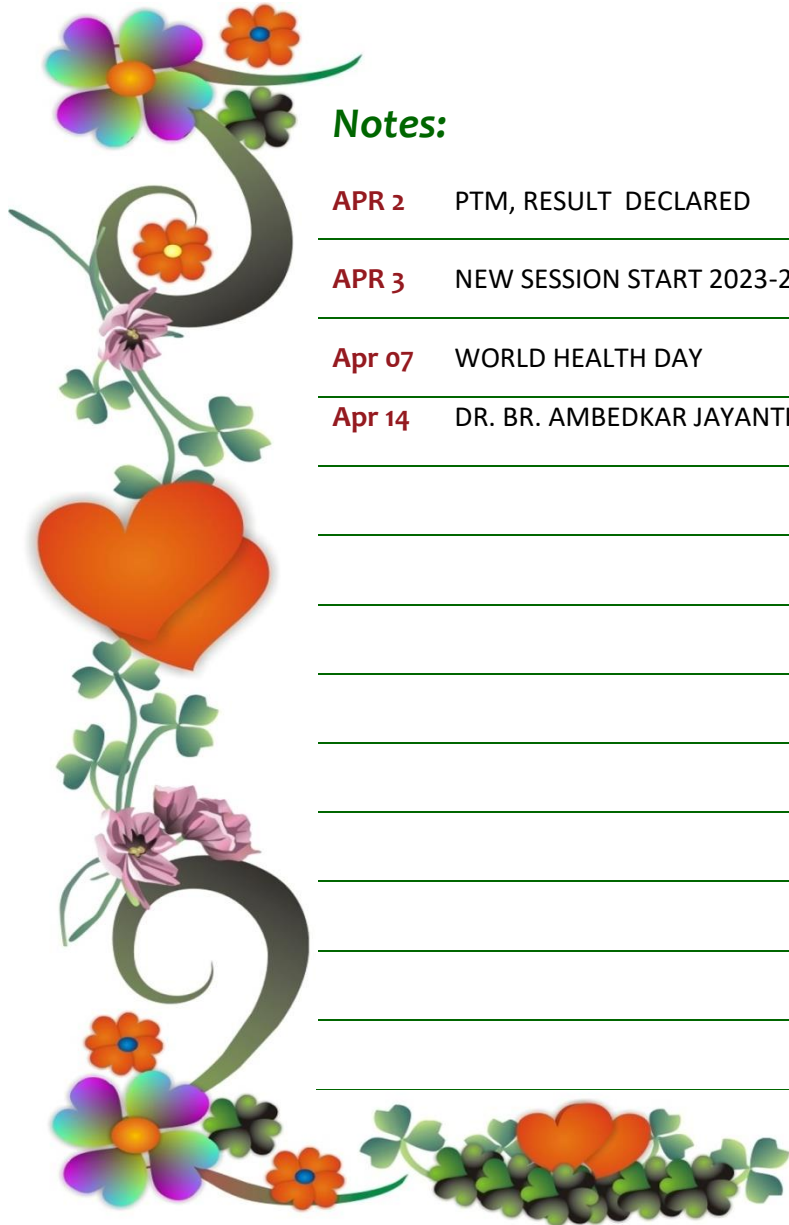 Notes:
APR 2 PTM, RESULT DECLARED
APR 3 NEW SESSION START 2023-2
Apr 07 WORLD HEALTH DAY
Apr 14 DR. BR. AMBEDKAR JAYANTI